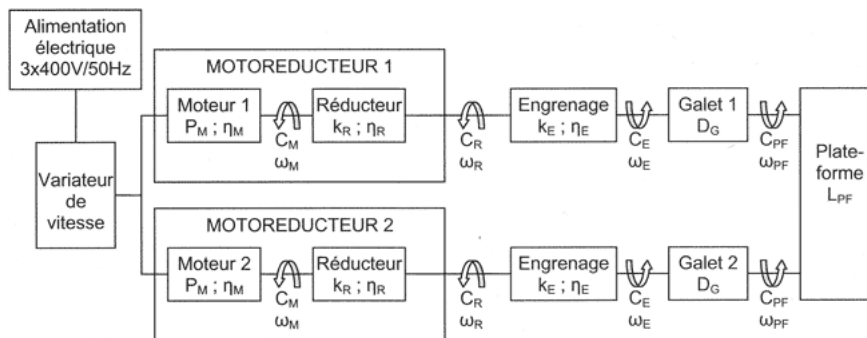 Alimentation
électrique
3x400V/50Hz
Variateur
de
vitesse
MOTOREDUCTEUR 1
Moteur 1
P_M ; η_M
C_M
ω_M
Réducteur
k_R ; η_R
C_R
ω_R
Engrenage
k_E ; η_E
C_E
ω_E
Galet 1
D_G
C_PF
ω_PF
Plate-
forme
L_PF
MOTOREDUCTEUR 2
Moteur 2
P_M ; η_M
C_M
ω_M
Réducteur
k_R ; η_R
C_R
ω_R
Engrenage
k_E ; η_E
C_E
ω_E
Galet 2
D_G
C_PF
ω_PF